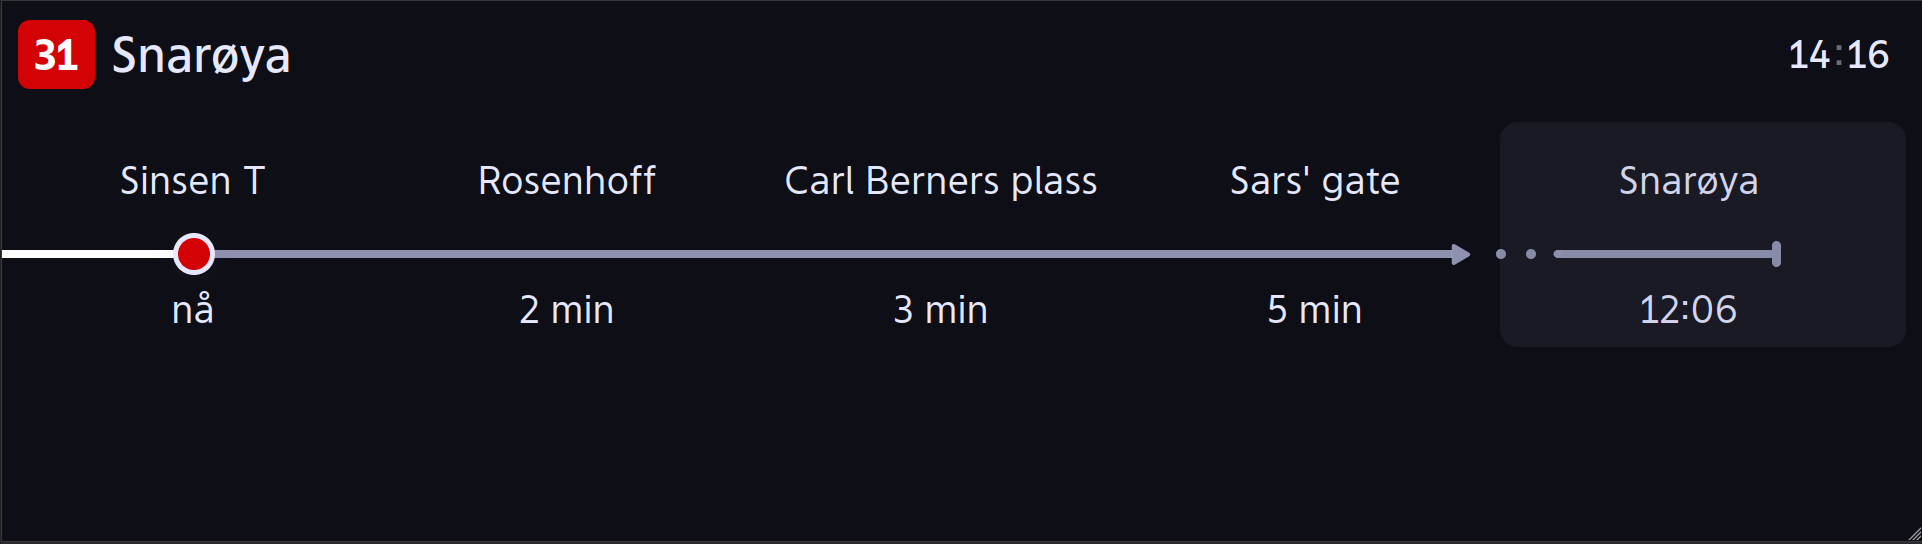 31 Snarøya 14:16
Sinsen T Rosenhoff Carl Berners plass Sars' gate Snarøya
nå 2 min 3 min 5 min 12:06